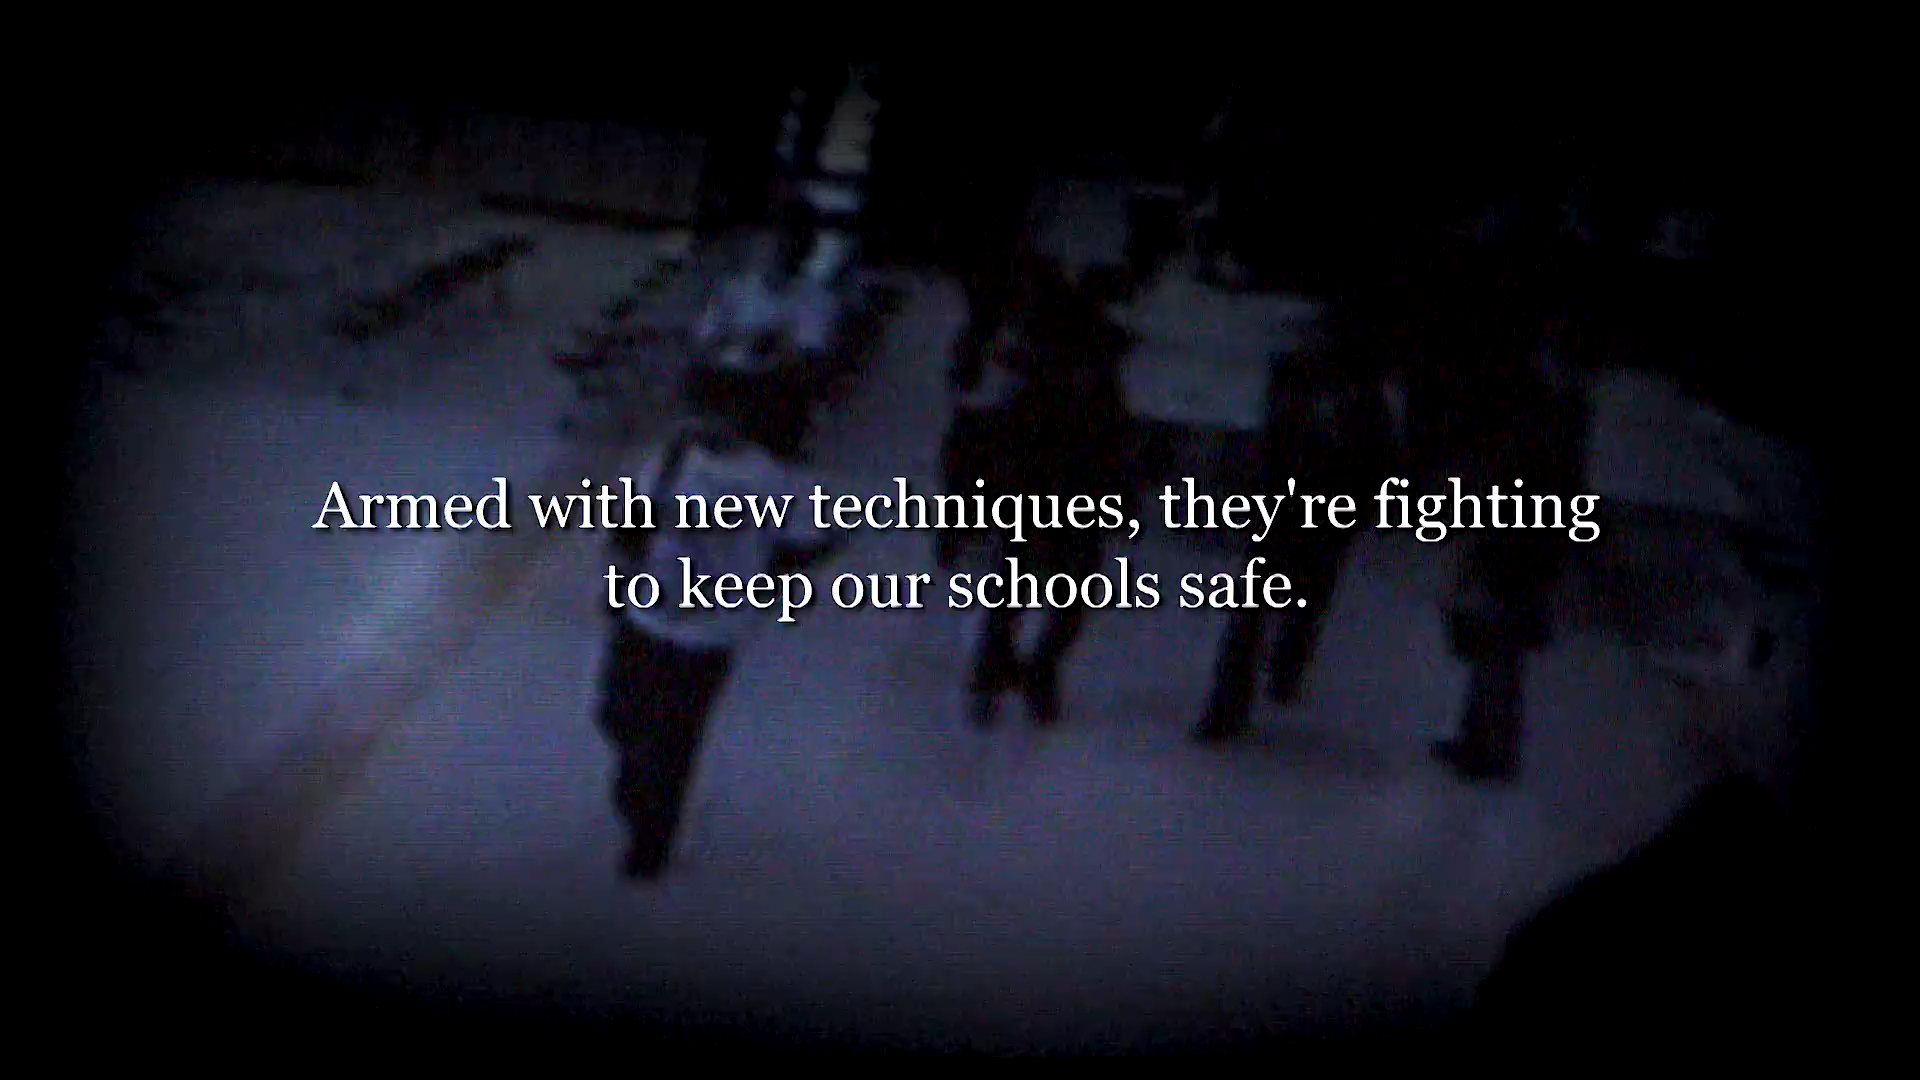 Armed with new techniques, they're fighting
to keep our schools safe.